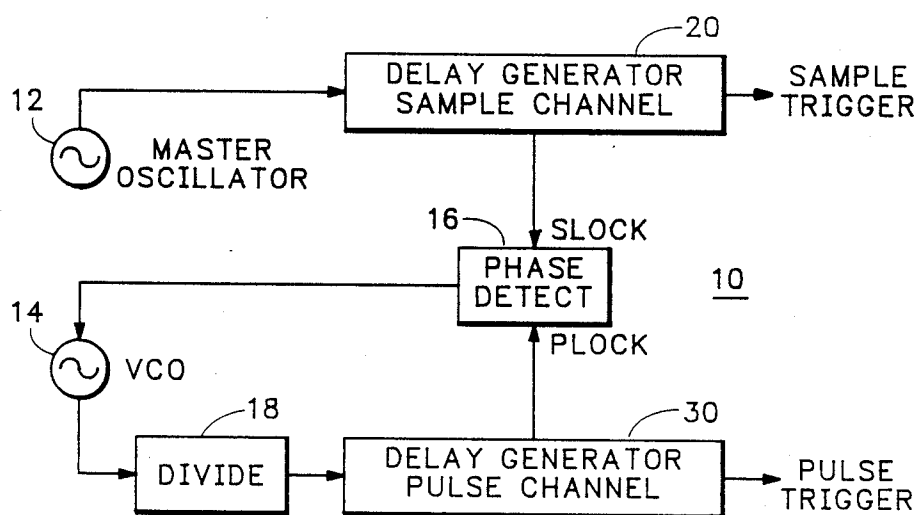 20
DELAY GENERATOR
SAMPLE CHANNEL
SAMPLE
TRIGGER
12
MASTER
OSCILLATOR
16
SLOCK
PHASE
DETECT
10
14
VCO
PLOCK
18
DIVIDE
30
DELAY GENERATOR
PULSE CHANNEL
PULSE
TRIGGER